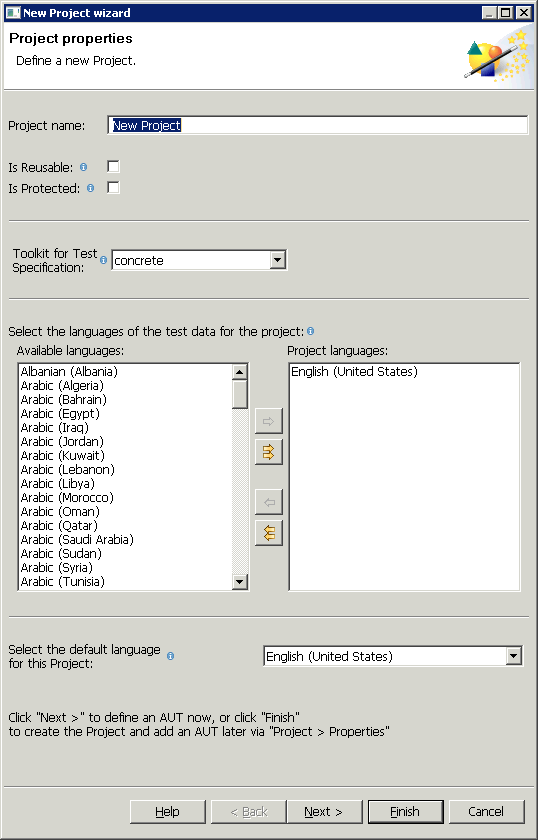 New Project wizard
Project properties
Define a new Project.
Project name: New Project
Is Reusable:
Is Protected:
Toolkit for Test
Specification:
concrete
Select the languages of the test data for the project:
Available languages:
Albanian (Albania)
Arabic (Algeria)
Arabic (Bahrain)
Arabic (Egypt)
Arabic (Iraq)
Arabic (Jordan)
Arabic (Kuwait)
Arabic (Lebanon)
Arabic (Libya)
Arabic (Morocco)
Arabic (Oman)
Arabic (Qatar)
Arabic (Saudi Arabia)
Arabic (Sudan)
Arabic (Syria)
Arabic (Tunisia)
Project languages:
English (United States)
Select the default language
for this Project:
English (United States)
Click "Next >" to define an AUT now, or click "Finish"
to create the Project and add an AUT later via "Project > Properties"
Help < Back Next > Finish Cancel